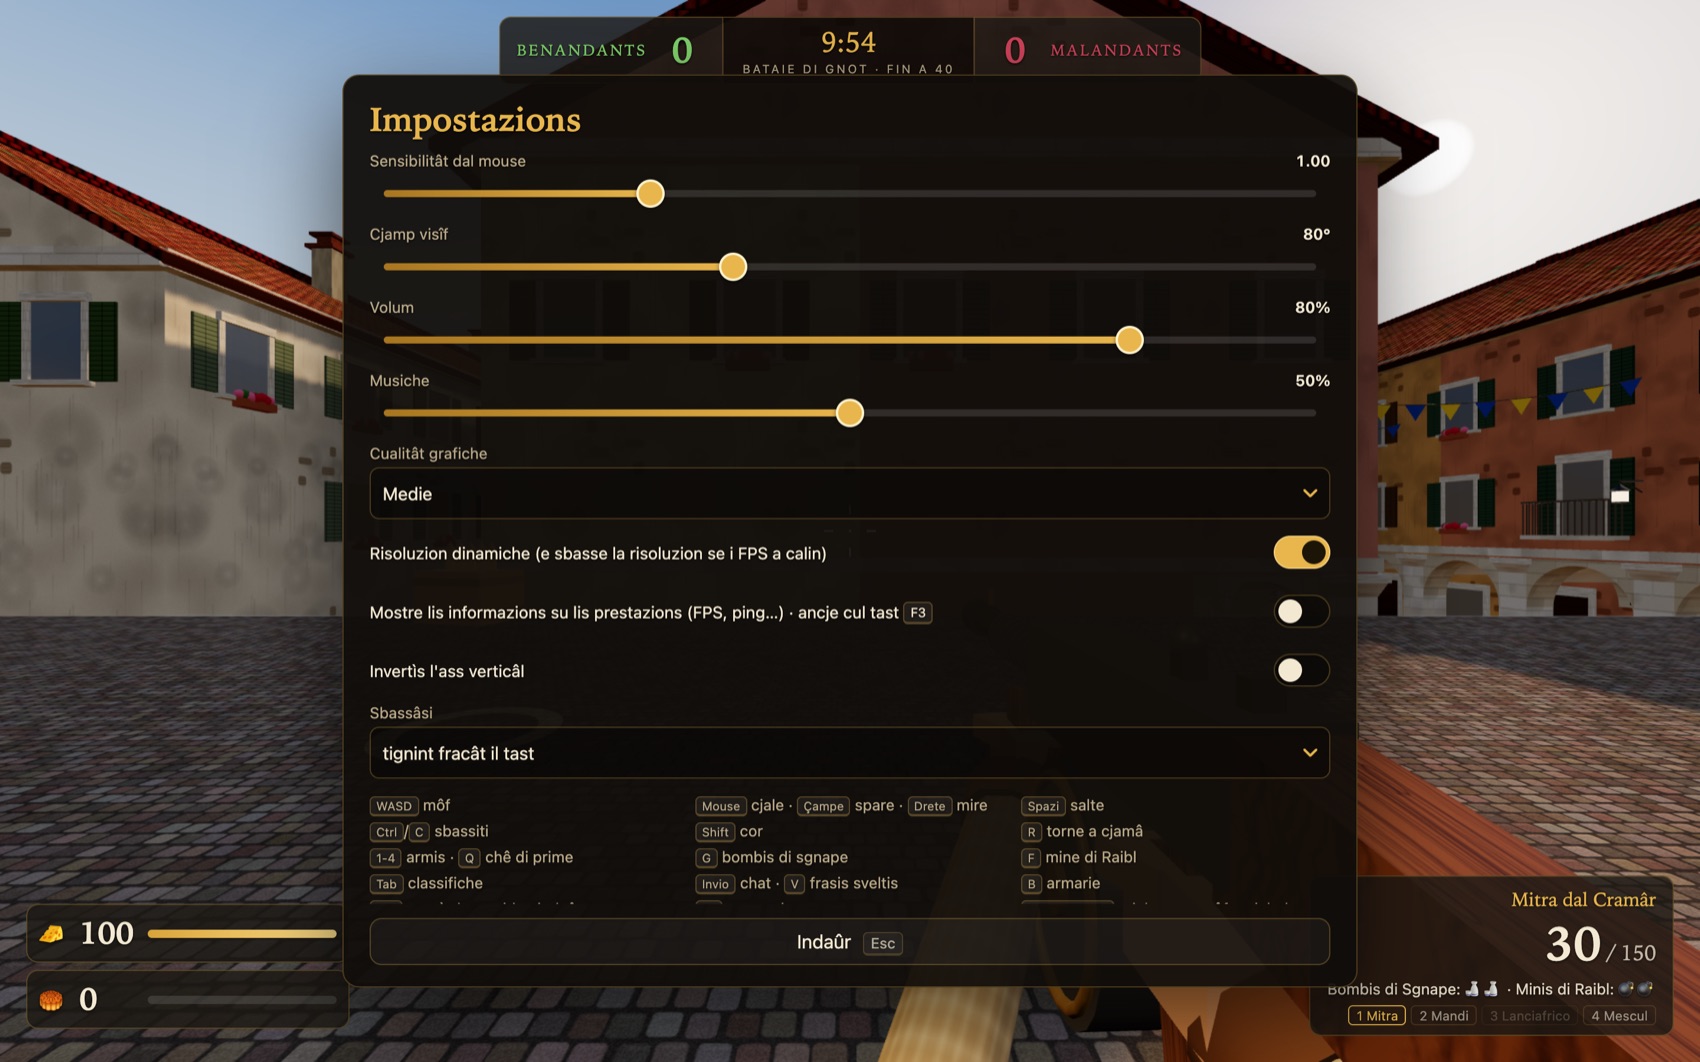 BENANDANTS 0 9:54 0 MALANDANTS
BATAIE DI GNOT · FIN A 40
Impostazions
Sensibilitât dal mouse 1.00
Cjamp visîf 80°
Volum 80%
Musiche 50%
Cualitât grafiche
Medie
Risoluzion dinamiche (e sbasse la risoluzion se i FPS a calin)
Mostre lis informazions su lis prestazions (FPS, ping...) · ancje cul tast F3
Invertìs l'ass verticâl
Sbassâsi
tignint fracât il tast
WASD môf Mouse cjale · Çampe spare · Drete mire Spazi salte
Ctrl/C sbassiti Shift cor R torne a cjamâ
1-4 armis · Q chê di prime G bombis di sgnape F mine di Raibl
Tab classifiche Invio chat · V frasis sveltis B armarie
Indaûr Esc
100
0
Mitra dal Cramâr
30 / 150
Bombis di Sgnape: · Minis di Raibl:
1 Mitra 2 Mandi 3 Lanciafrico 4 Mescul